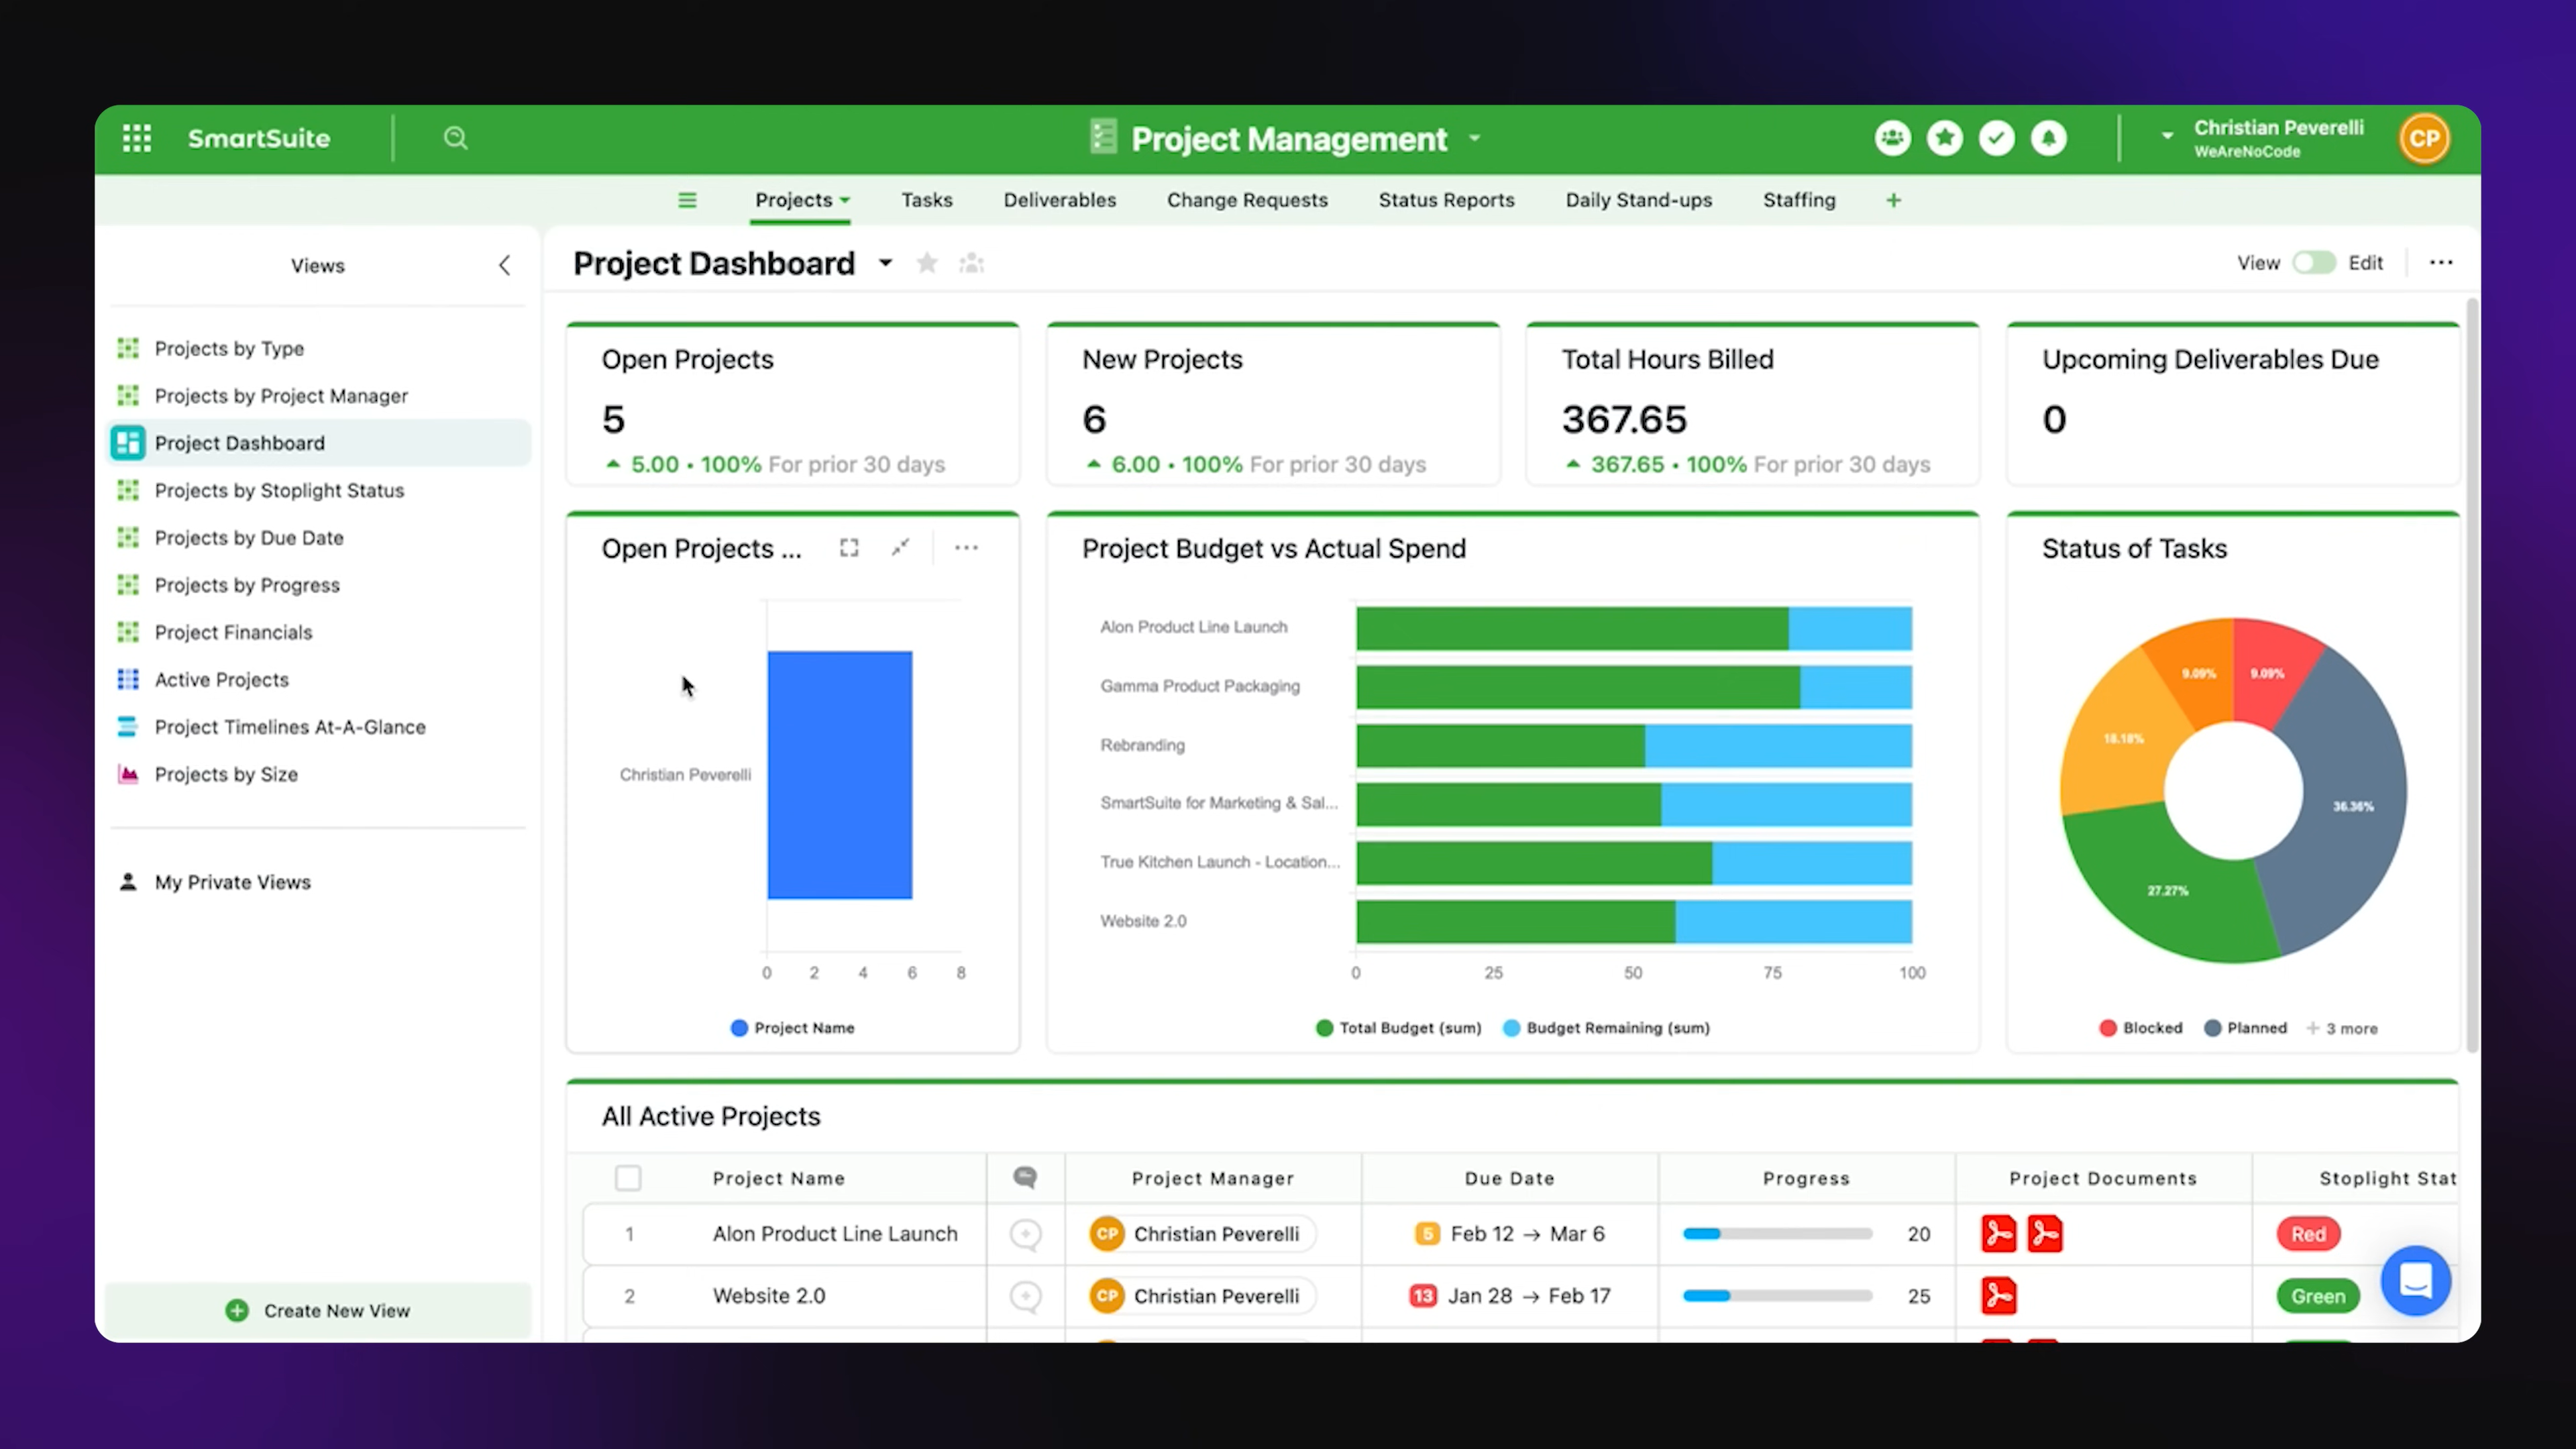 SmartSuite
Project Management
Christian Peverelli
WeAreNoCode
CP
Projects
Tasks
Deliverables
Change Requests
Status Reports
Daily Stand-ups
Staffing
+
Views
Projects by Type
Projects by Project Manager
Project Dashboard
Projects by Stoplight Status
Projects by Due Date
Projects by Progress
Project Financials
Active Projects
Project Timelines At-A-Glance
Projects by Size
My Private Views
Create New View
Project Dashboard
View
Edit
Open Projects
5
5.00 • 100% For prior 30 days
New Projects
6
6.00 • 100% For prior 30 days
Total Hours Billed
367.65
367.65 • 100% For prior 30 days
Upcoming Deliverables Due
0
Open Projects ...
Christian Peverelli
0 2 4 6 8
Project Name
Project Budget vs Actual Spend
Alon Product Line Launch
Gamma Product Packaging
Rebranding
SmartSuite for Marketing & Sal...
True Kitchen Launch - Location...
Website 2.0
0 25 50 75 100
Total Budget (sum) Budget Remaining (sum)
Status of Tasks
9.09% 9.09%
18.18%
36.36%
27.27%
Blocked Planned + 3 more
All Active Projects
Project Name Project Manager Due Date Progress Project Documents Stoplight Stat
1 Alon Product Line Launch CP Christian Peverelli 5 Feb 12 → Mar 6 20 Red
2 Website 2.0 CP Christian Peverelli 13 Jan 28 → Feb 17 25 Green